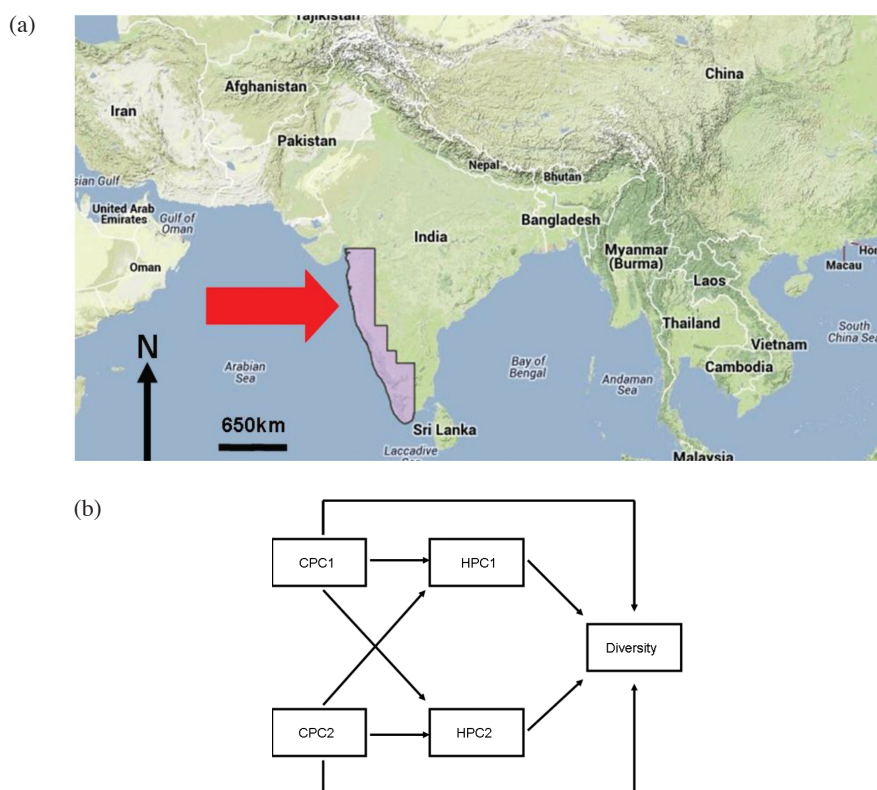 (a)
Tajikistan
China
Afghanistan
Iran
Pakistan
Nepal
Bhutan
sian Gulf
United Arab
Emirates
Gulf of
Oman
Bangladesh
India
Oman
Myanmar
(Burma)
Hon
Macau
Laos
Thailand
South
China Sea
N
Vietnam
Arabian
Sea
Bay of
Bengal
Andaman
Sea
Cambodia
650km
Sri Lanka
Laccadive
Malaysia
(b)
CPC1
HPC1
Diversity
CPC2
HPC2